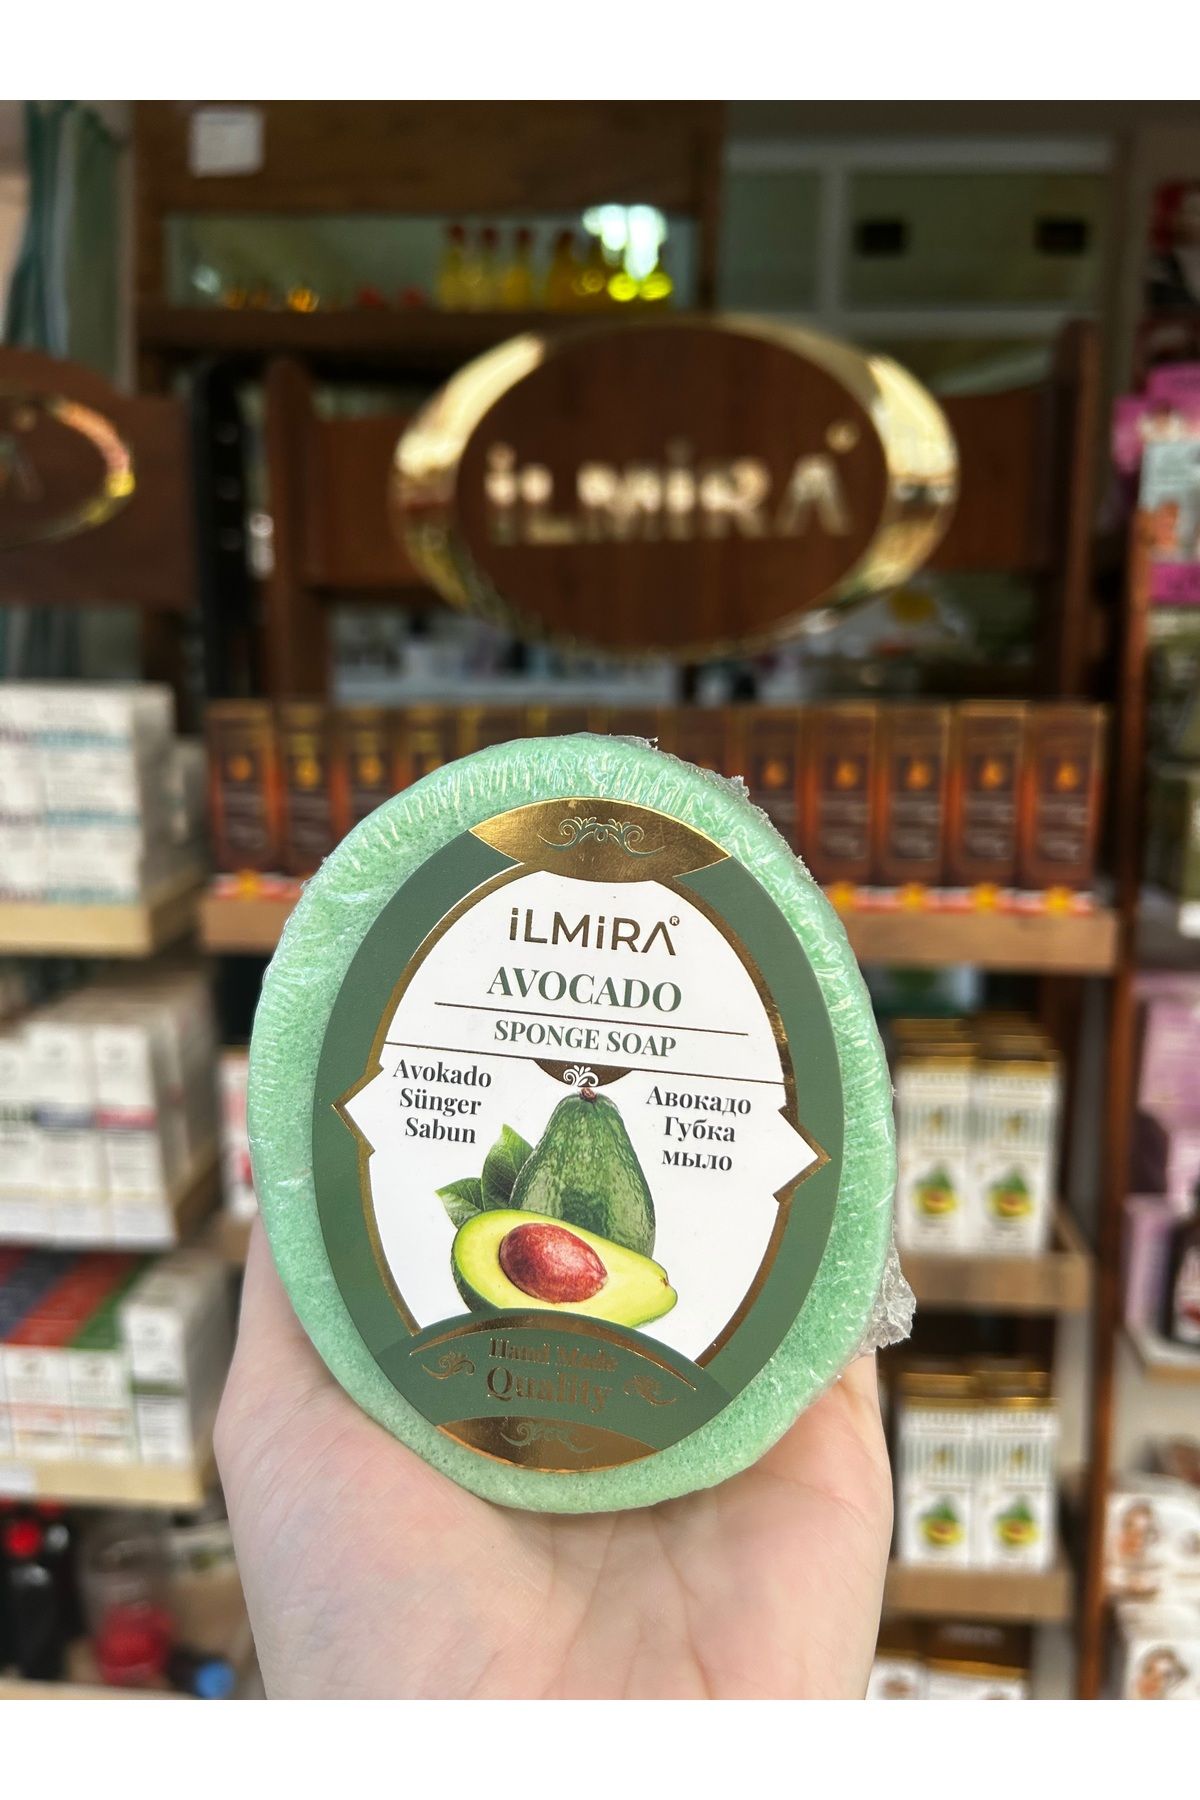 iLMiRA
iLMiRA®
AVOCADO
SPONGE SOAP
Avokado
Sünger
Sabun
Авокадо
Губка
мыло
Hand Made
Quality